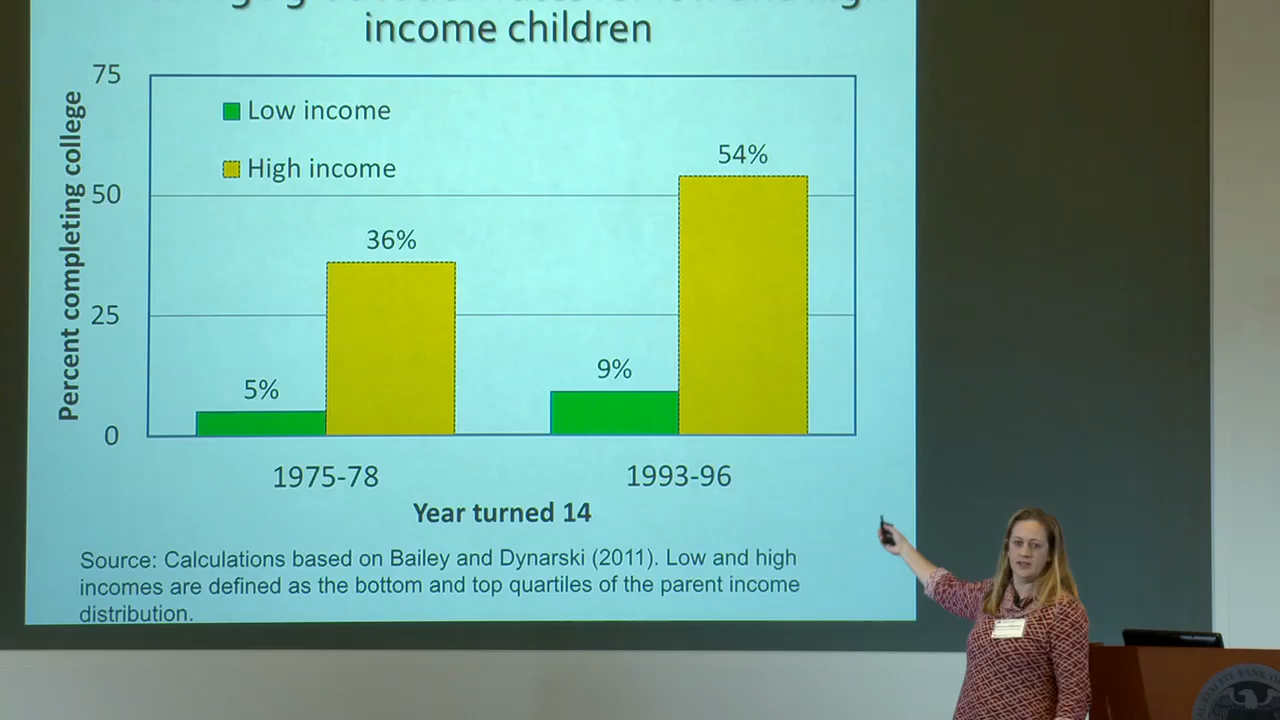 income children
75
Low income
High income
54%
50
36%
25
9%
5%
0
Percent completing college
1975-78
1993-96
Year turned 14
Source: Calculations based on Bailey and Dynarski (2011). Low and high
incomes are defined as the bottom and top quartiles of the parent income
distribution.